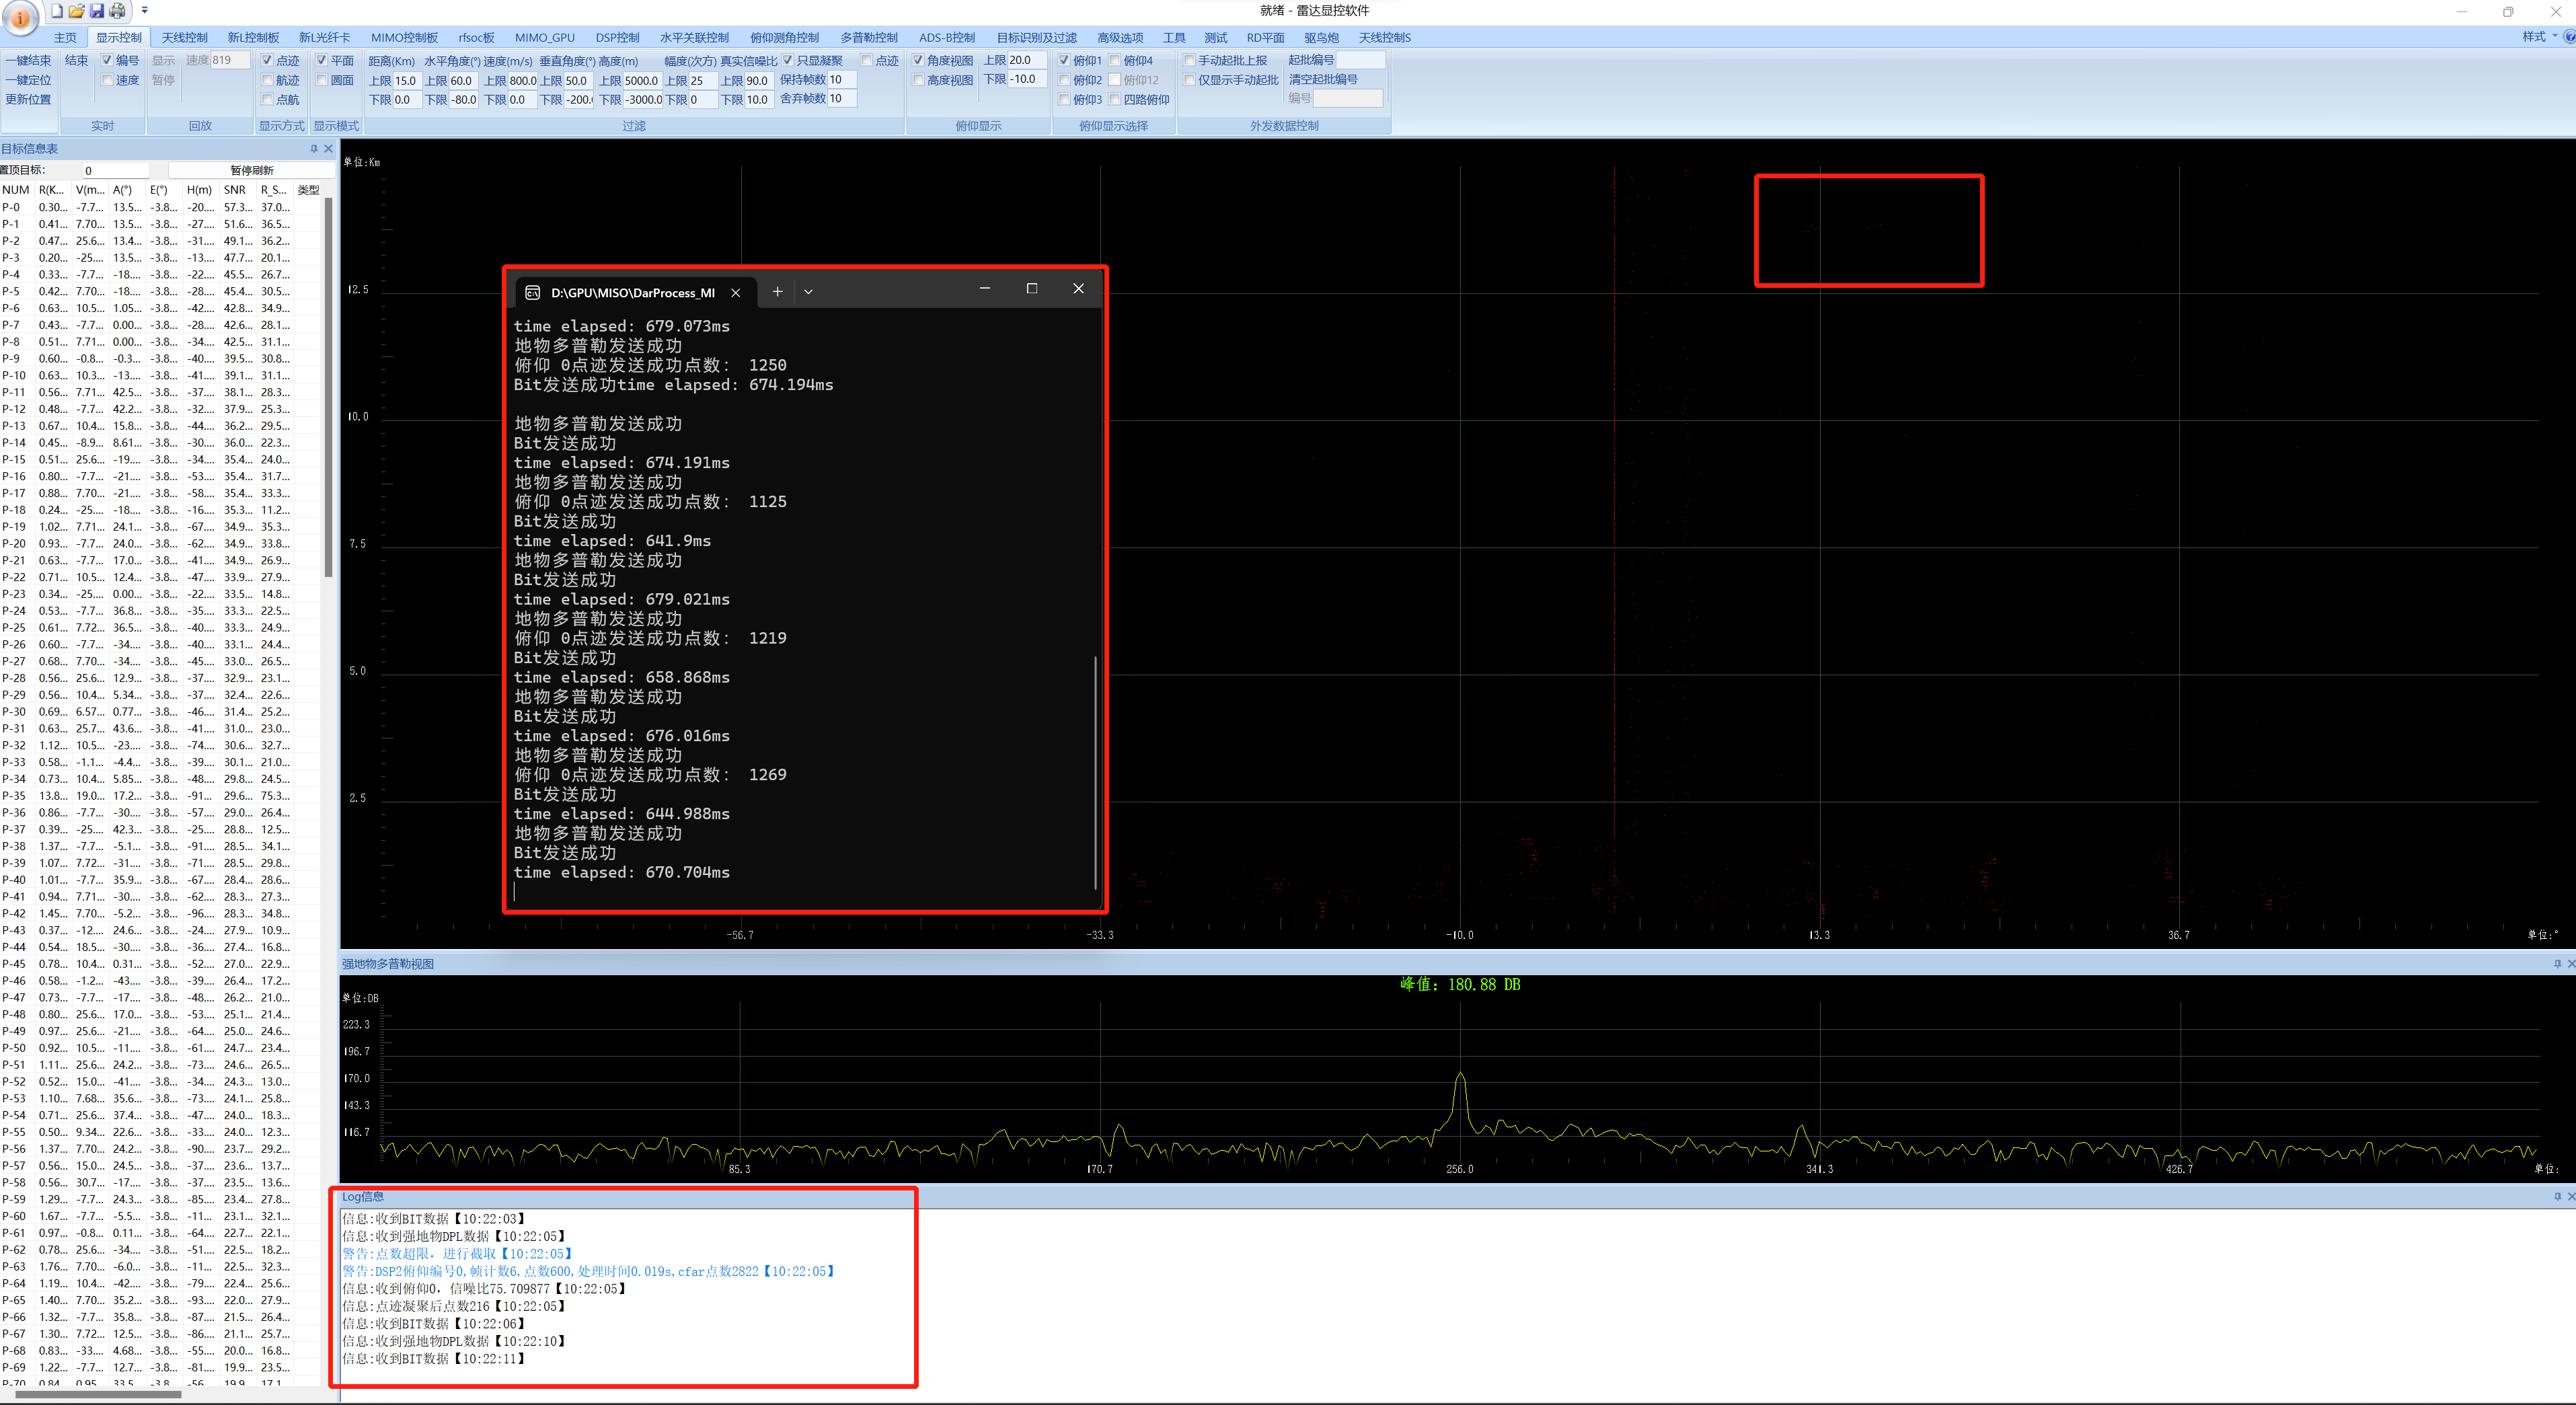 就绪 - 雷达显控软件
主页 显示控制 天线控制 新L控制板 新L光纤卡 MIMO控制板 rfsoc板 MIMO_GPU DSP控制 水平关联控制 俯仰测角控制 多普勒控制 ADS-B控制 目标识别及过滤 高级选项 工具 测试 RD平面 驱鸟炮 天线控制S 样式
一键结束 结束 编号 显示 速度 819 点迹 平面 距离(Km) 水平角度(°) 速度(m/s) 垂直角度(°) 高度(m) 幅度(次方) 真实信噪比 只显凝聚 点迹 角度视图 上限 20.0 俯仰1 俯仰4 手动起批上报 起批编号
一键定位 速度 暂停 航迹 圆面 上限 15.0 上限 60.0 上限 800.0 上限 50.0 上限 5000.0 上限 25 上限 90.0 保持帧数 10 高度视图 下限 -10.0 俯仰2 俯仰12 仅显示手动起批 清空起批编号
更新位置 点航 下限 0.0 下限 -80.0 下限 0.0 下限 -200. 下限 -3000.0 下限 0 下限 10.0 舍弃帧数 10 俯仰3 四路俯仰 编号
实时 回放 显示方式 显示模式 过滤 俯仰显示 俯仰显示选择 外发数据控制
目标信息表
置顶目标: 0 暂停刷新
NUM R(K... V(m... A(°) E(°) H(m) SNR R_S... 类型
P-0 0.30... -7.7... 13.5... -3.8... -20.... 57.3... 37.0...
P-1 0.41... 7.70... 13.5... -3.8... -27.... 51.6... 36.5...
P-2 0.47... 25.6... 13.4... -3.8... -31.... 49.1... 36.2...
P-3 0.20... -25.... 13.5... -3.8... -13.... 47.7... 20.1...
P-4 0.33... -7.7... -18.... -3.8... -22.... 45.5... 26.7...
P-5 0.42... 7.70... -18.... -3.8... -28.... 45.4... 30.5...
P-6 0.63... 10.5... 1.05... -3.8... -42.... 42.8... 34.9...
P-7 0.43... -7.7... 0.00... -3.8... -28.... 42.6... 28.1...
P-8 0.51... 7.71... 0.00... -3.8... -34.... 42.5... 31.1...
P-9 0.60... -0.8... -0.3... -3.8... -40.... 39.5... 30.8...
P-10 0.63... 10.3... -13.... -3.8... -41.... 39.1... 31.1...
P-11 0.56... 7.71... 42.5... -3.8... -37.... 38.1... 28.3...
P-12 0.48... -7.7... 42.2... -3.8... -32.... 37.9... 25.3...
P-13 0.67... 10.4... 15.8... -3.8... -44.... 36.2... 29.5...
P-14 0.45... -8.9... 8.61... -3.8... -30.... 36.0... 22.3...
P-15 0.51... 25.6... -19.... -3.8... -34.... 35.4... 24.0...
P-16 0.80... -7.7... -21.... -3.8... -53.... 35.4... 31.7...
P-17 0.88... 7.70... -21.... -3.8... -58.... 35.4... 33.3...
P-18 0.24... -25.... -18.... -3.8... -16.... 35.3... 11.2...
P-19 1.02... 7.71... 24.1... -3.8... -67.... 34.9... 35.3...
P-20 0.93... -7.7... 24.0... -3.8... -62.... 34.9... 33.8...
P-21 0.63... -7.7... 17.0... -3.8... -41.... 34.9... 26.9...
P-22 0.71... 10.5... 12.4... -3.8... -47.... 33.9... 27.9...
P-23 0.34... -25.... 0.00... -3.8... -22.... 33.5... 14.8...
P-24 0.53... -7.7... 36.8... -3.8... -35.... 33.3... 22.5...
P-25 0.61... 7.72... 36.5... -3.8... -40.... 33.3... 24.9...
P-26 0.60... -7.7... -34.... -3.8... -40.... 33.1... 24.4...
P-27 0.68... 7.70... -34.... -3.8... -45.... 33.0... 26.5...
P-28 0.56... 25.6... 12.9... -3.8... -37.... 32.9... 23.1...
P-29 0.56... 10.4... 5.34... -3.8... -37.... 32.4... 22.6...
P-30 0.69... 6.57... 0.77... -3.8... -46.... 31.4... 25.2...
P-31 0.63... 25.7... 43.6... -3.8... -41.... 31.0... 23.0...
P-32 1.12... 10.5... -23.... -3.8... -74.... 30.6... 32.7...
P-33 0.58... -1.1... -4.4... -3.8... -39.... 30.1... 21.0...
P-34 0.73... 10.4... 5.85... -3.8... -48.... 29.8... 24.5...
P-35 13.8... 19.0... 17.2... -3.8... -91... 29.6... 75.3...
P-36 0.86... -7.7... -30.... -3.8... -57.... 29.0... 26.4...
P-37 0.39... -25.... 42.3... -3.8... -25.... 28.8... 12.5...
P-38 1.37... -7.7... -5.1... -3.8... -91.... 28.5... 34.1...
P-39 1.07... 7.72... -31.... -3.8... -71.... 28.5... 29.8...
P-40 1.01... -7.7... 35.9... -3.8... -67.... 28.4... 28.6...
P-41 0.94... 7.71... -30.... -3.8... -62.... 28.3... 27.3...
P-42 1.45... 7.70... -5.2... -3.8... -96.... 28.3... 34.8...
P-43 0.37... -12.... 24.6... -3.8... -24.... 27.9... 10.9...
P-44 0.54... 18.5... -30.... -3.8... -36.... 27.4... 16.8...
P-45 0.78... 10.4... 0.31... -3.8... -52.... 27.0... 22.9...
P-46 0.58... -1.2... -43.... -3.8... -39.... 26.4... 17.2...
P-47 0.73... -7.7... -17.... -3.8... -48.... 26.2... 21.0...
P-48 0.80... 25.6... 17.0... -3.8... -53.... 25.1... 21.4...
P-49 0.97... 25.6... -21.... -3.8... -64.... 25.0... 24.6...
P-50 0.92... 10.5... -11.... -3.8... -61.... 24.7... 23.4...
P-51 1.11... 25.6... 24.2... -3.8... -73.... 24.6... 26.5...
P-52 0.52... 15.0... -41.... -3.8... -34.... 24.3... 13.0...
P-53 1.10... 7.68... 35.6... -3.8... -73.... 24.1... 25.8...
P-54 0.71... 25.6... 37.4... -3.8... -47.... 24.0... 18.3...
P-55 0.50... 9.34... 22.6... -3.8... -33.... 24.0... 12.3...
P-56 1.37... 7.70... 24.2... -3.8... -90.... 23.7... 29.2...
P-57 0.56... 15.0... 24.5... -3.8... -37.... 23.6... 13.7...
P-58 0.56... 30.7... -17.... -3.8... -37.... 23.5... 13.6...
P-59 1.29... -7.7... 24.3... -3.8... -85.... 23.4... 27.8...
P-60 1.67... -7.7... -5.5... -3.8... -11... 23.1... 32.1...
P-61 0.97... -0.8... 0.11... -3.8... -64.... 22.7... 22.1...
P-62 0.78... 25.6... -34.... -3.8... -51.... 22.5... 18.2...
P-63 1.76... 7.70... -6.0... -3.8... -11... 22.5... 32.3...
P-64 1.19... 10.4... -42.... -3.8... -79.... 22.4... 25.6...
P-65 1.40... 7.70... 35.2... -3.8... -93.... 22.0... 27.9...
P-66 1.32... -7.7... 35.8... -3.8... -87.... 21.5... 26.4...
P-67 1.30... 7.72... 12.5... -3.8... -86.... 21.1... 25.7...
P-68 0.83... -33.... 4.68... -3.8... -55.... 20.0... 16.8...
P-69 1.22... -7.7... 12.7... -3.8... -81.... 19.9... 23.5...
P-70 0.84 0.95 33.5 -3.8 -56 19.9 17.1
单位:Km
12.5
10.0
7.5
5.0
2.5
-56.7 -33.3 -10.0 13.3 36.7 单位:°
D:\GPU\MISO\DarProcess_MI
time elapsed: 679.073ms
地物多普勒发送成功
俯仰 0点迹发送成功点数: 1250
Bit发送成功time elapsed: 674.194ms
地物多普勒发送成功
Bit发送成功
time elapsed: 674.191ms
地物多普勒发送成功
俯仰 0点迹发送成功点数: 1125
Bit发送成功
time elapsed: 641.9ms
地物多普勒发送成功
Bit发送成功
time elapsed: 679.021ms
地物多普勒发送成功
俯仰 0点迹发送成功点数: 1219
Bit发送成功
time elapsed: 658.868ms
地物多普勒发送成功
Bit发送成功
time elapsed: 676.016ms
地物多普勒发送成功
俯仰 0点迹发送成功点数: 1269
Bit发送成功
time elapsed: 644.988ms
地物多普勒发送成功
Bit发送成功
time elapsed: 670.704ms
强地物多普勒视图
峰值: 180.88 DB
单位:DB
223.3
196.7
170.0
143.3
116.7
85.3 170.7 256.0 341.3 426.7 单位:
Log信息
信息:收到BIT数据【10:22:03】
信息:收到强地物DPL数据【10:22:05】
警告:点数超限，进行截取【10:22:05】
警告:DSP2俯仰编号0,帧计数6,点数600,处理时间0.019s,cfar点数2822【10:22:05】
信息:收到俯仰0，信噪比75.709877【10:22:05】
信息:点迹凝聚后点数216【10:22:05】
信息:收到BIT数据【10:22:06】
信息:收到强地物DPL数据【10:22:10】
信息:收到BIT数据【10:22:11】